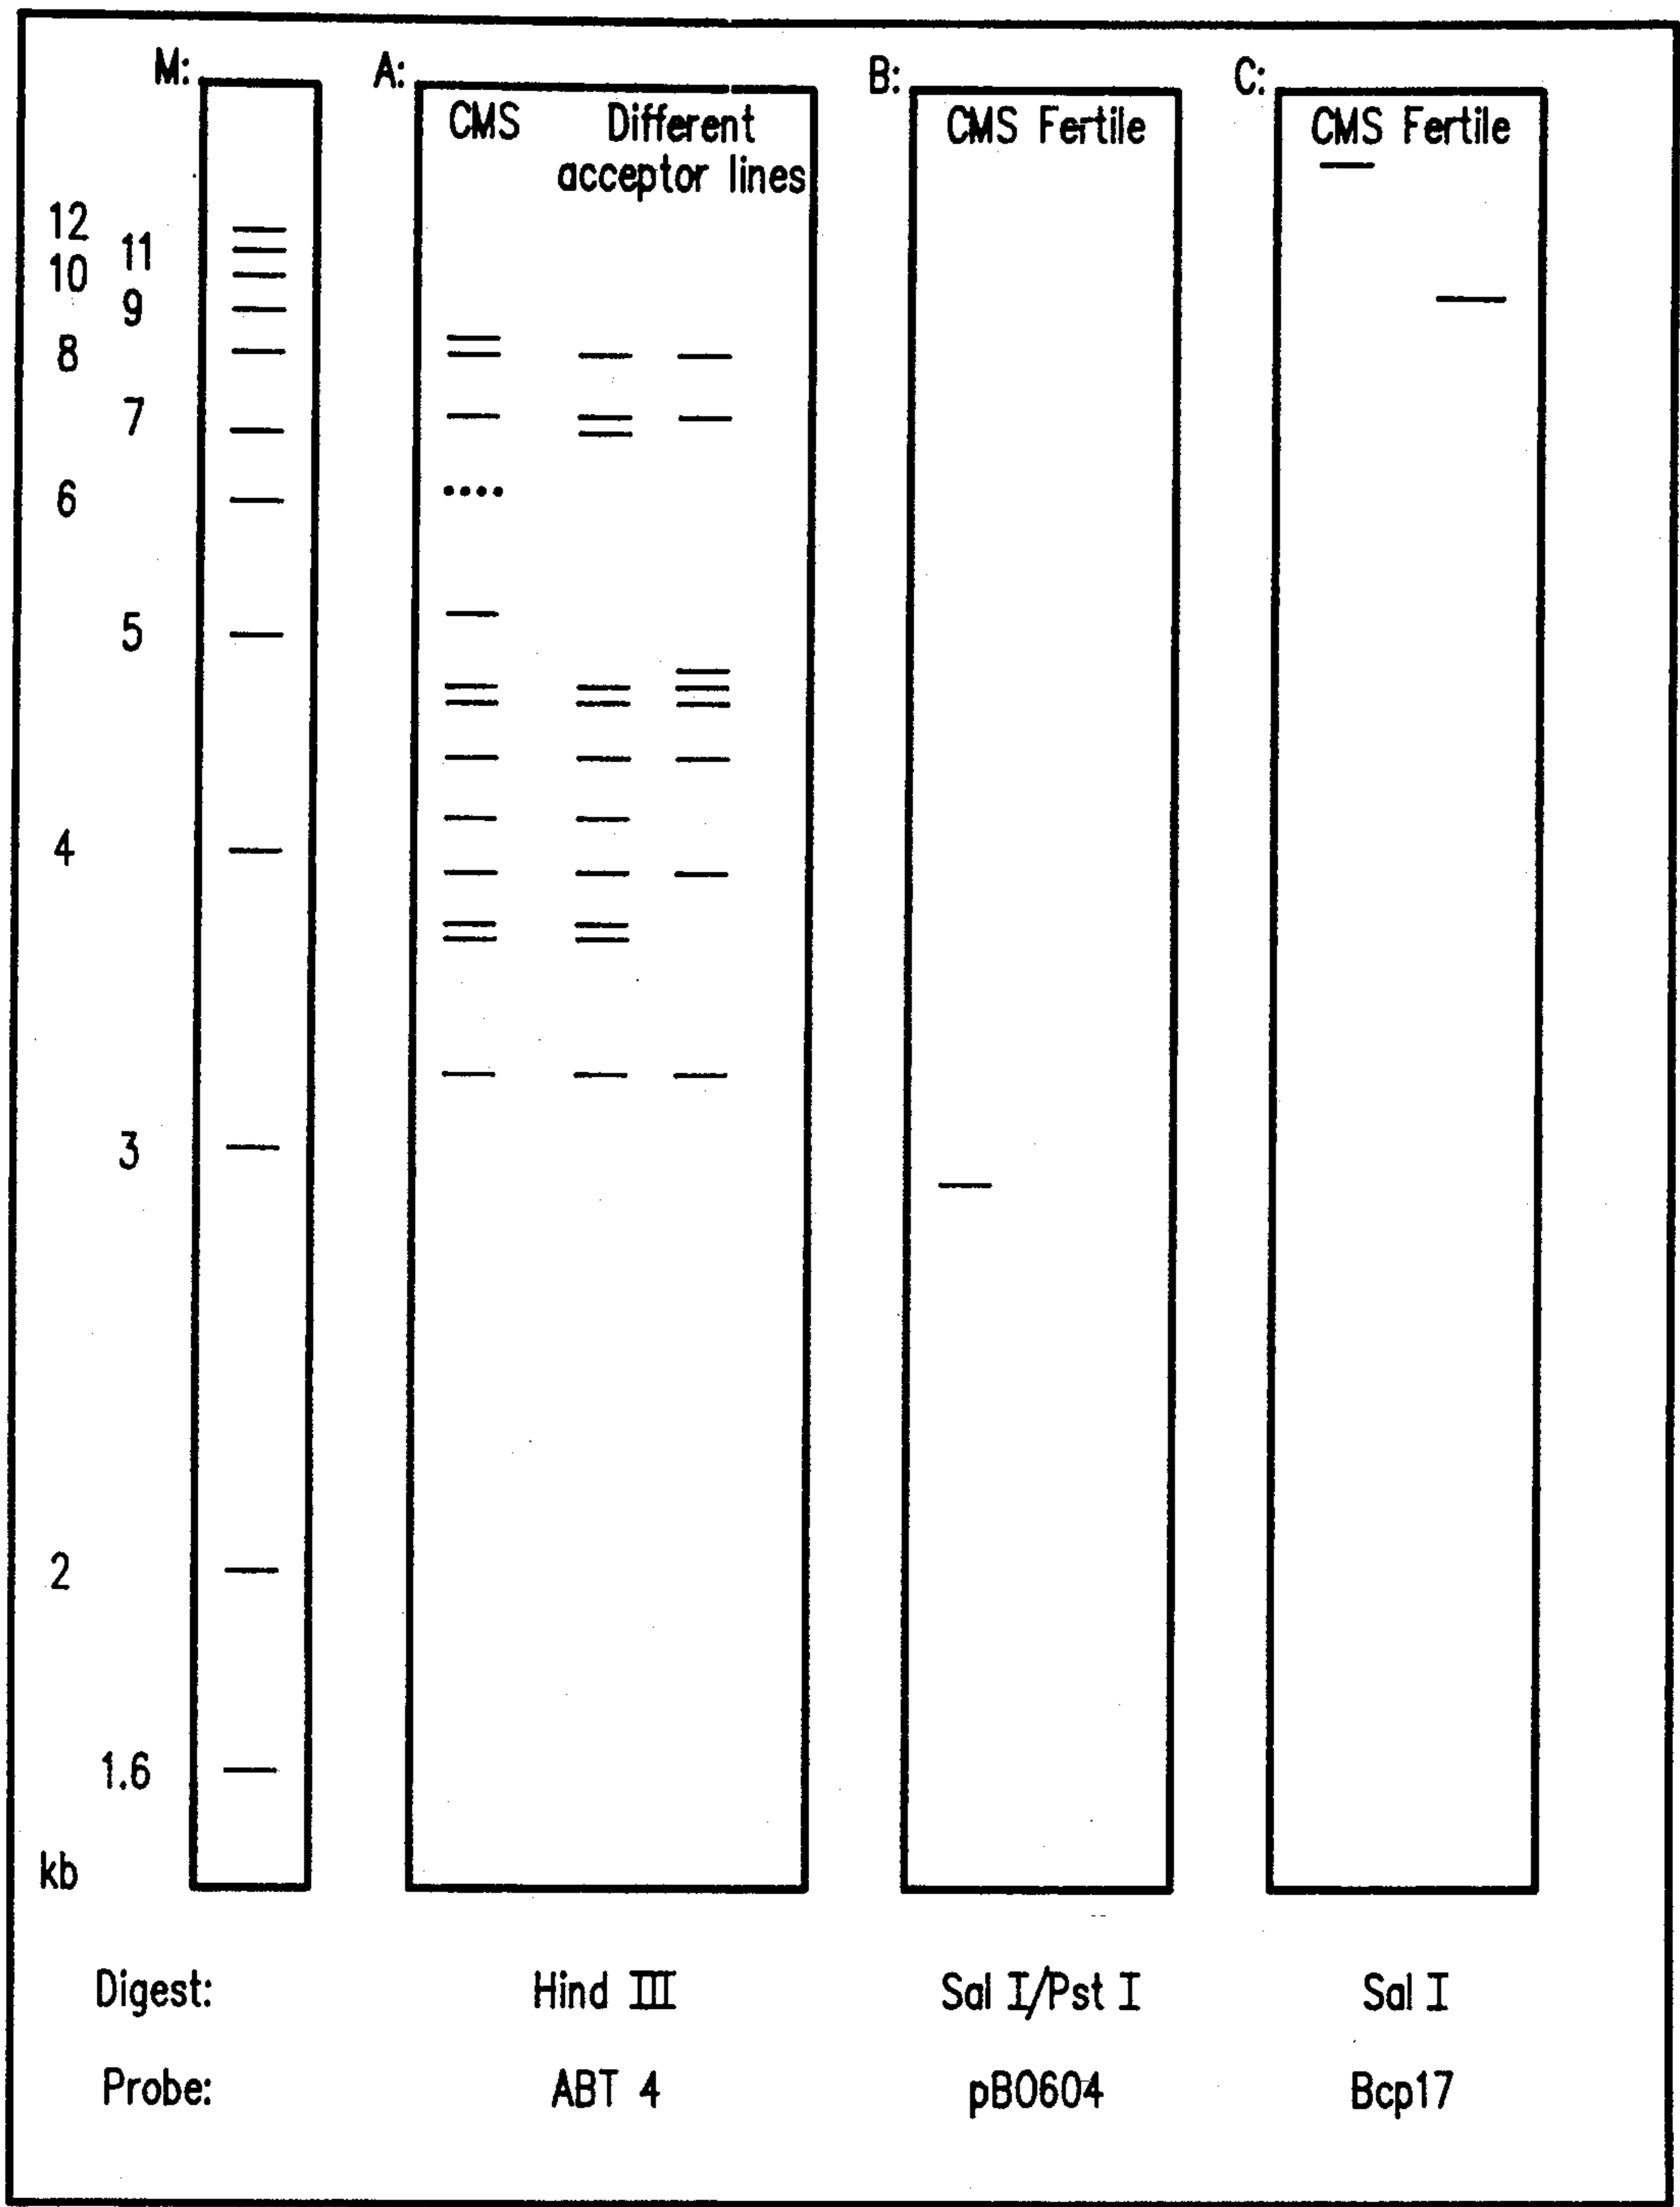 M: A: B: C:
CMS Different
acceptor lines
CMS Fertile
CMS Fertile
12
11
10
9
8
7
6
5
4
3
2
1.6
kb
Digest: Hind III Sal I/Pst I Sal I
Probe: ABT 4 pBO604 Bcp17